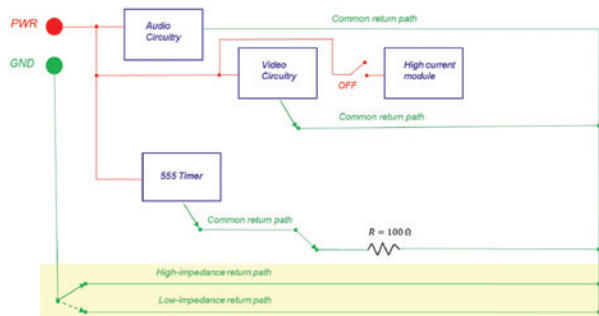 PWR
Audio
Circuitry
Common return path
GND
Video
Circuitry
OFF
High current
module
Common return path
555 Timer
Common return path
R = 100 Ω
High-impedance return path
Low-impedance return path